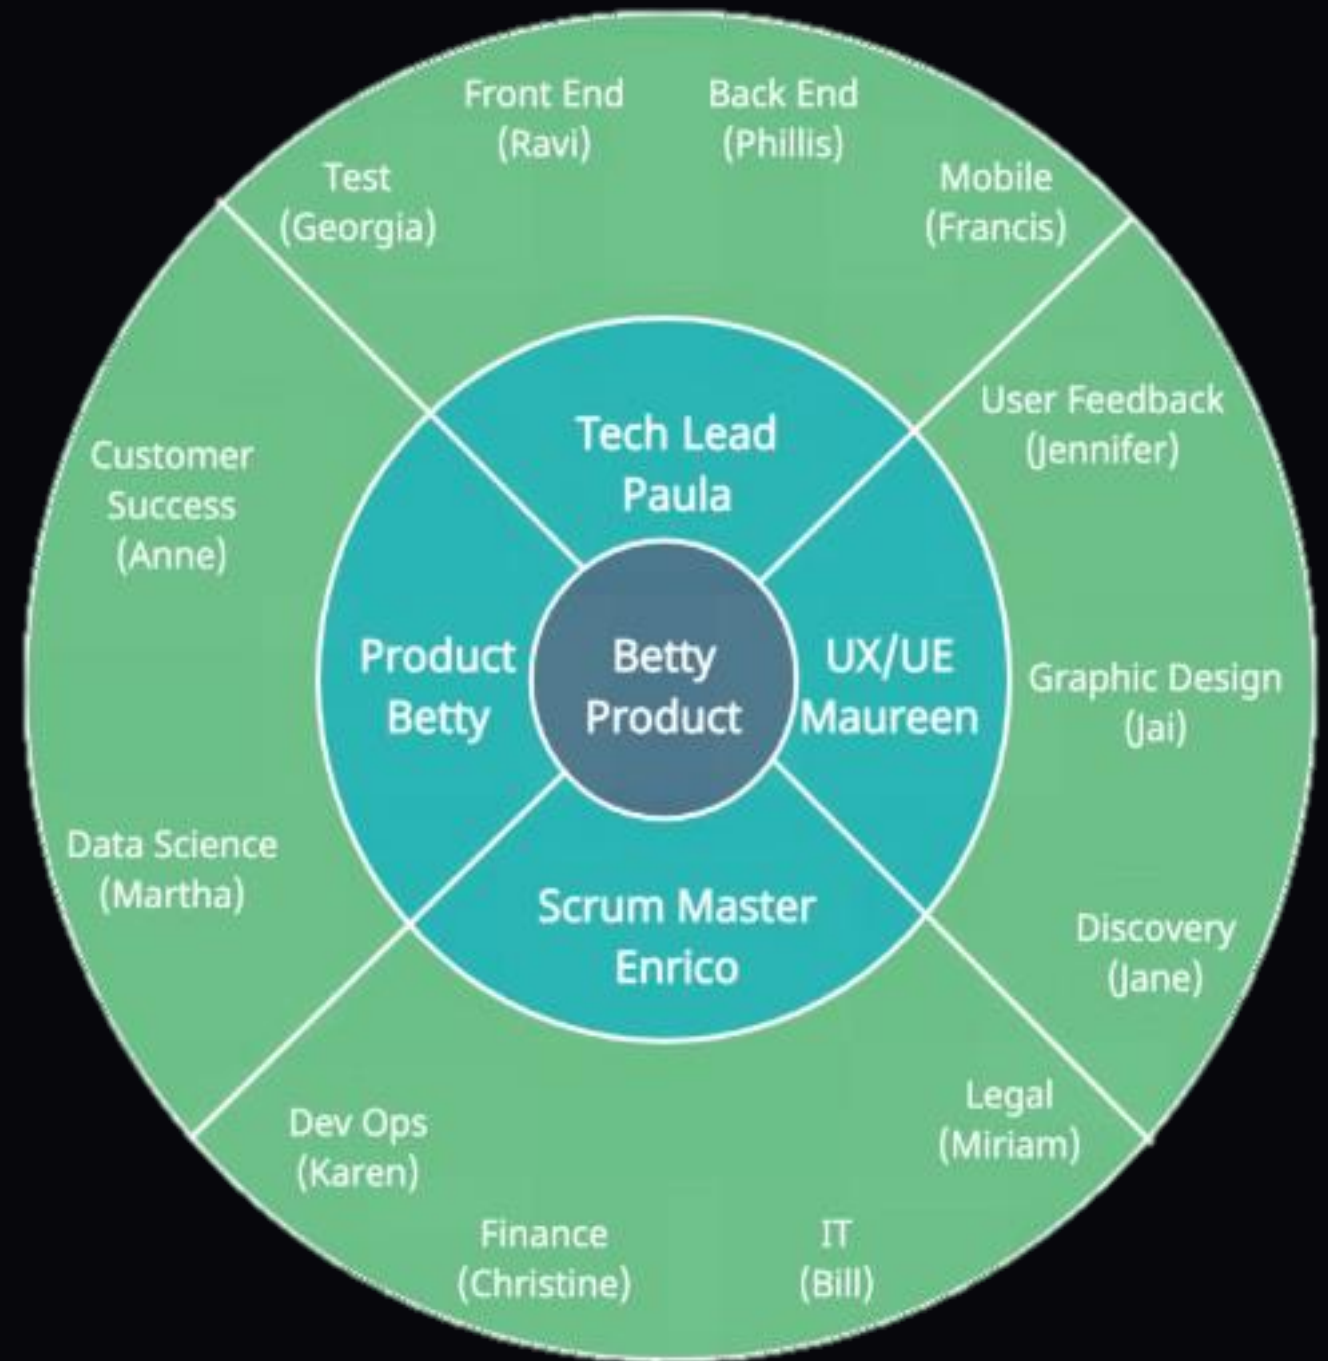 Front End
(Ravi)
Back End
(Phillis)
Test
(Georgia)
Mobile
(Francis)
User Feedback
(Jennifer)
Customer
Success
(Anne)
Tech Lead
Paula
Product
Betty
Betty
Product
UX/UE
Maureen
Graphic Design
(Jai)
Data Science
(Martha)
Scrum Master
Enrico
Discovery
(Jane)
Dev Ops
(Karen)
Legal
(Miriam)
Finance
(Christine)
IT
(Bill)